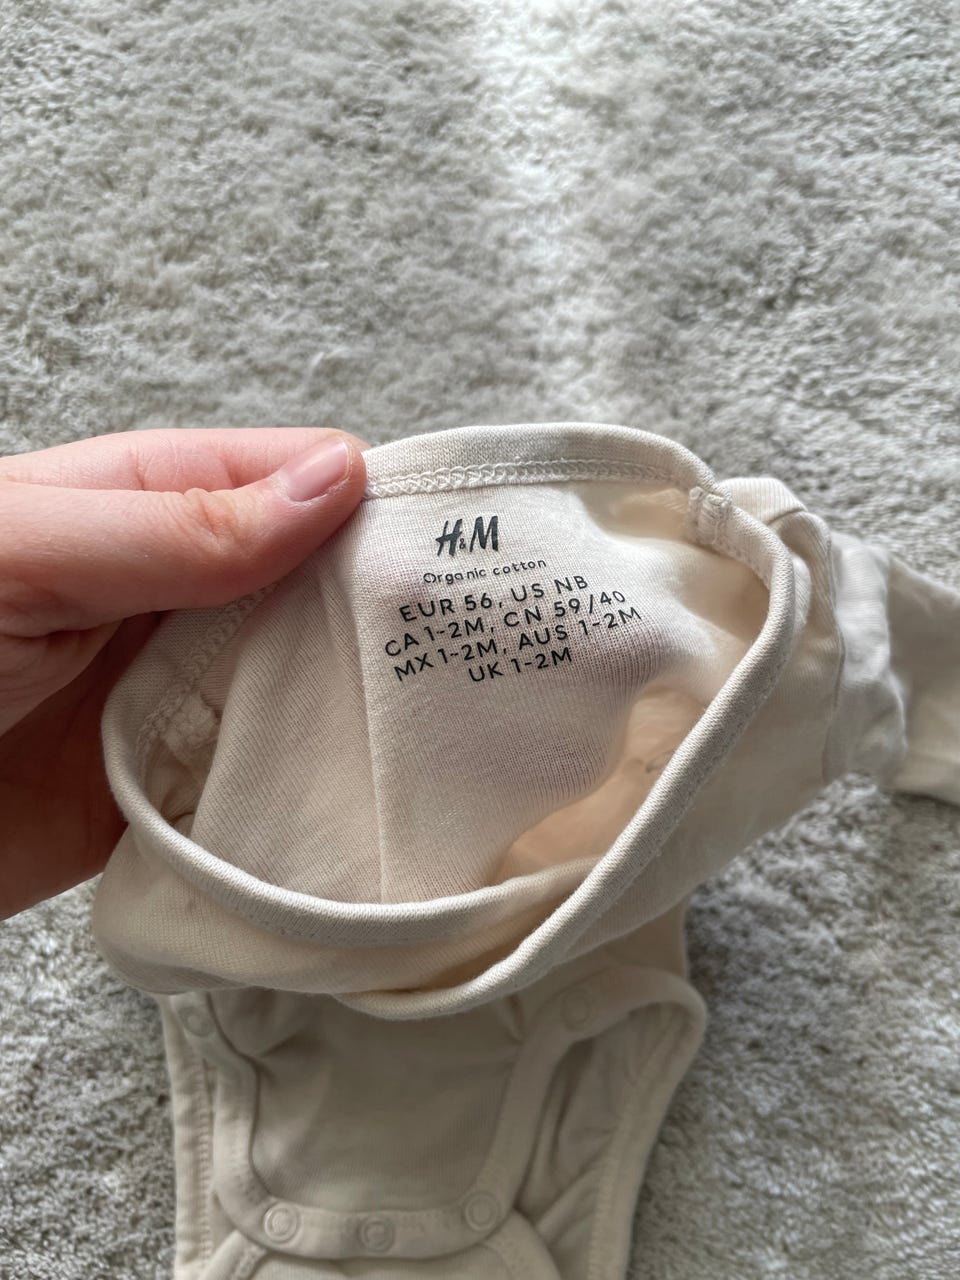 H&M
Organic cotton
EUR 56, US NB
CA 1-2M, CN 59/40
MX 1-2M, AUS 1-2M
UK 1-2M